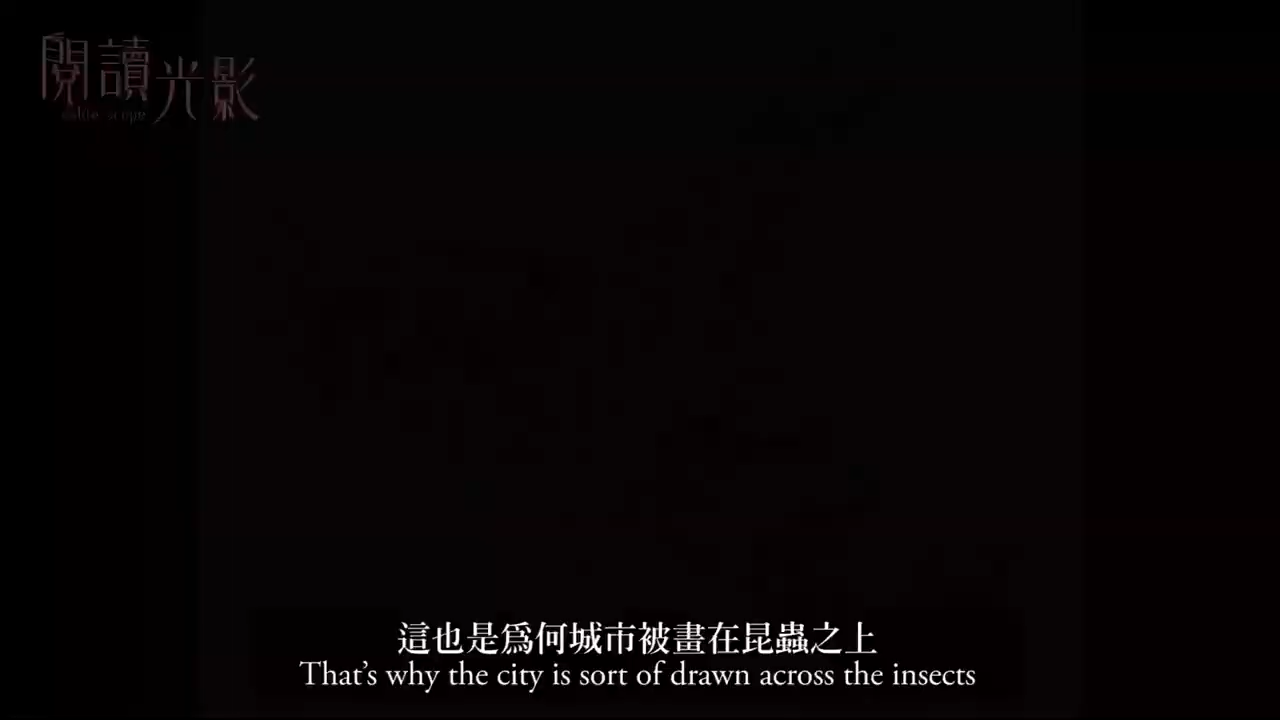 閱讀光影
這也是爲何城市被畫在昆蟲之上
That's why the city is sort of drawn across the insects